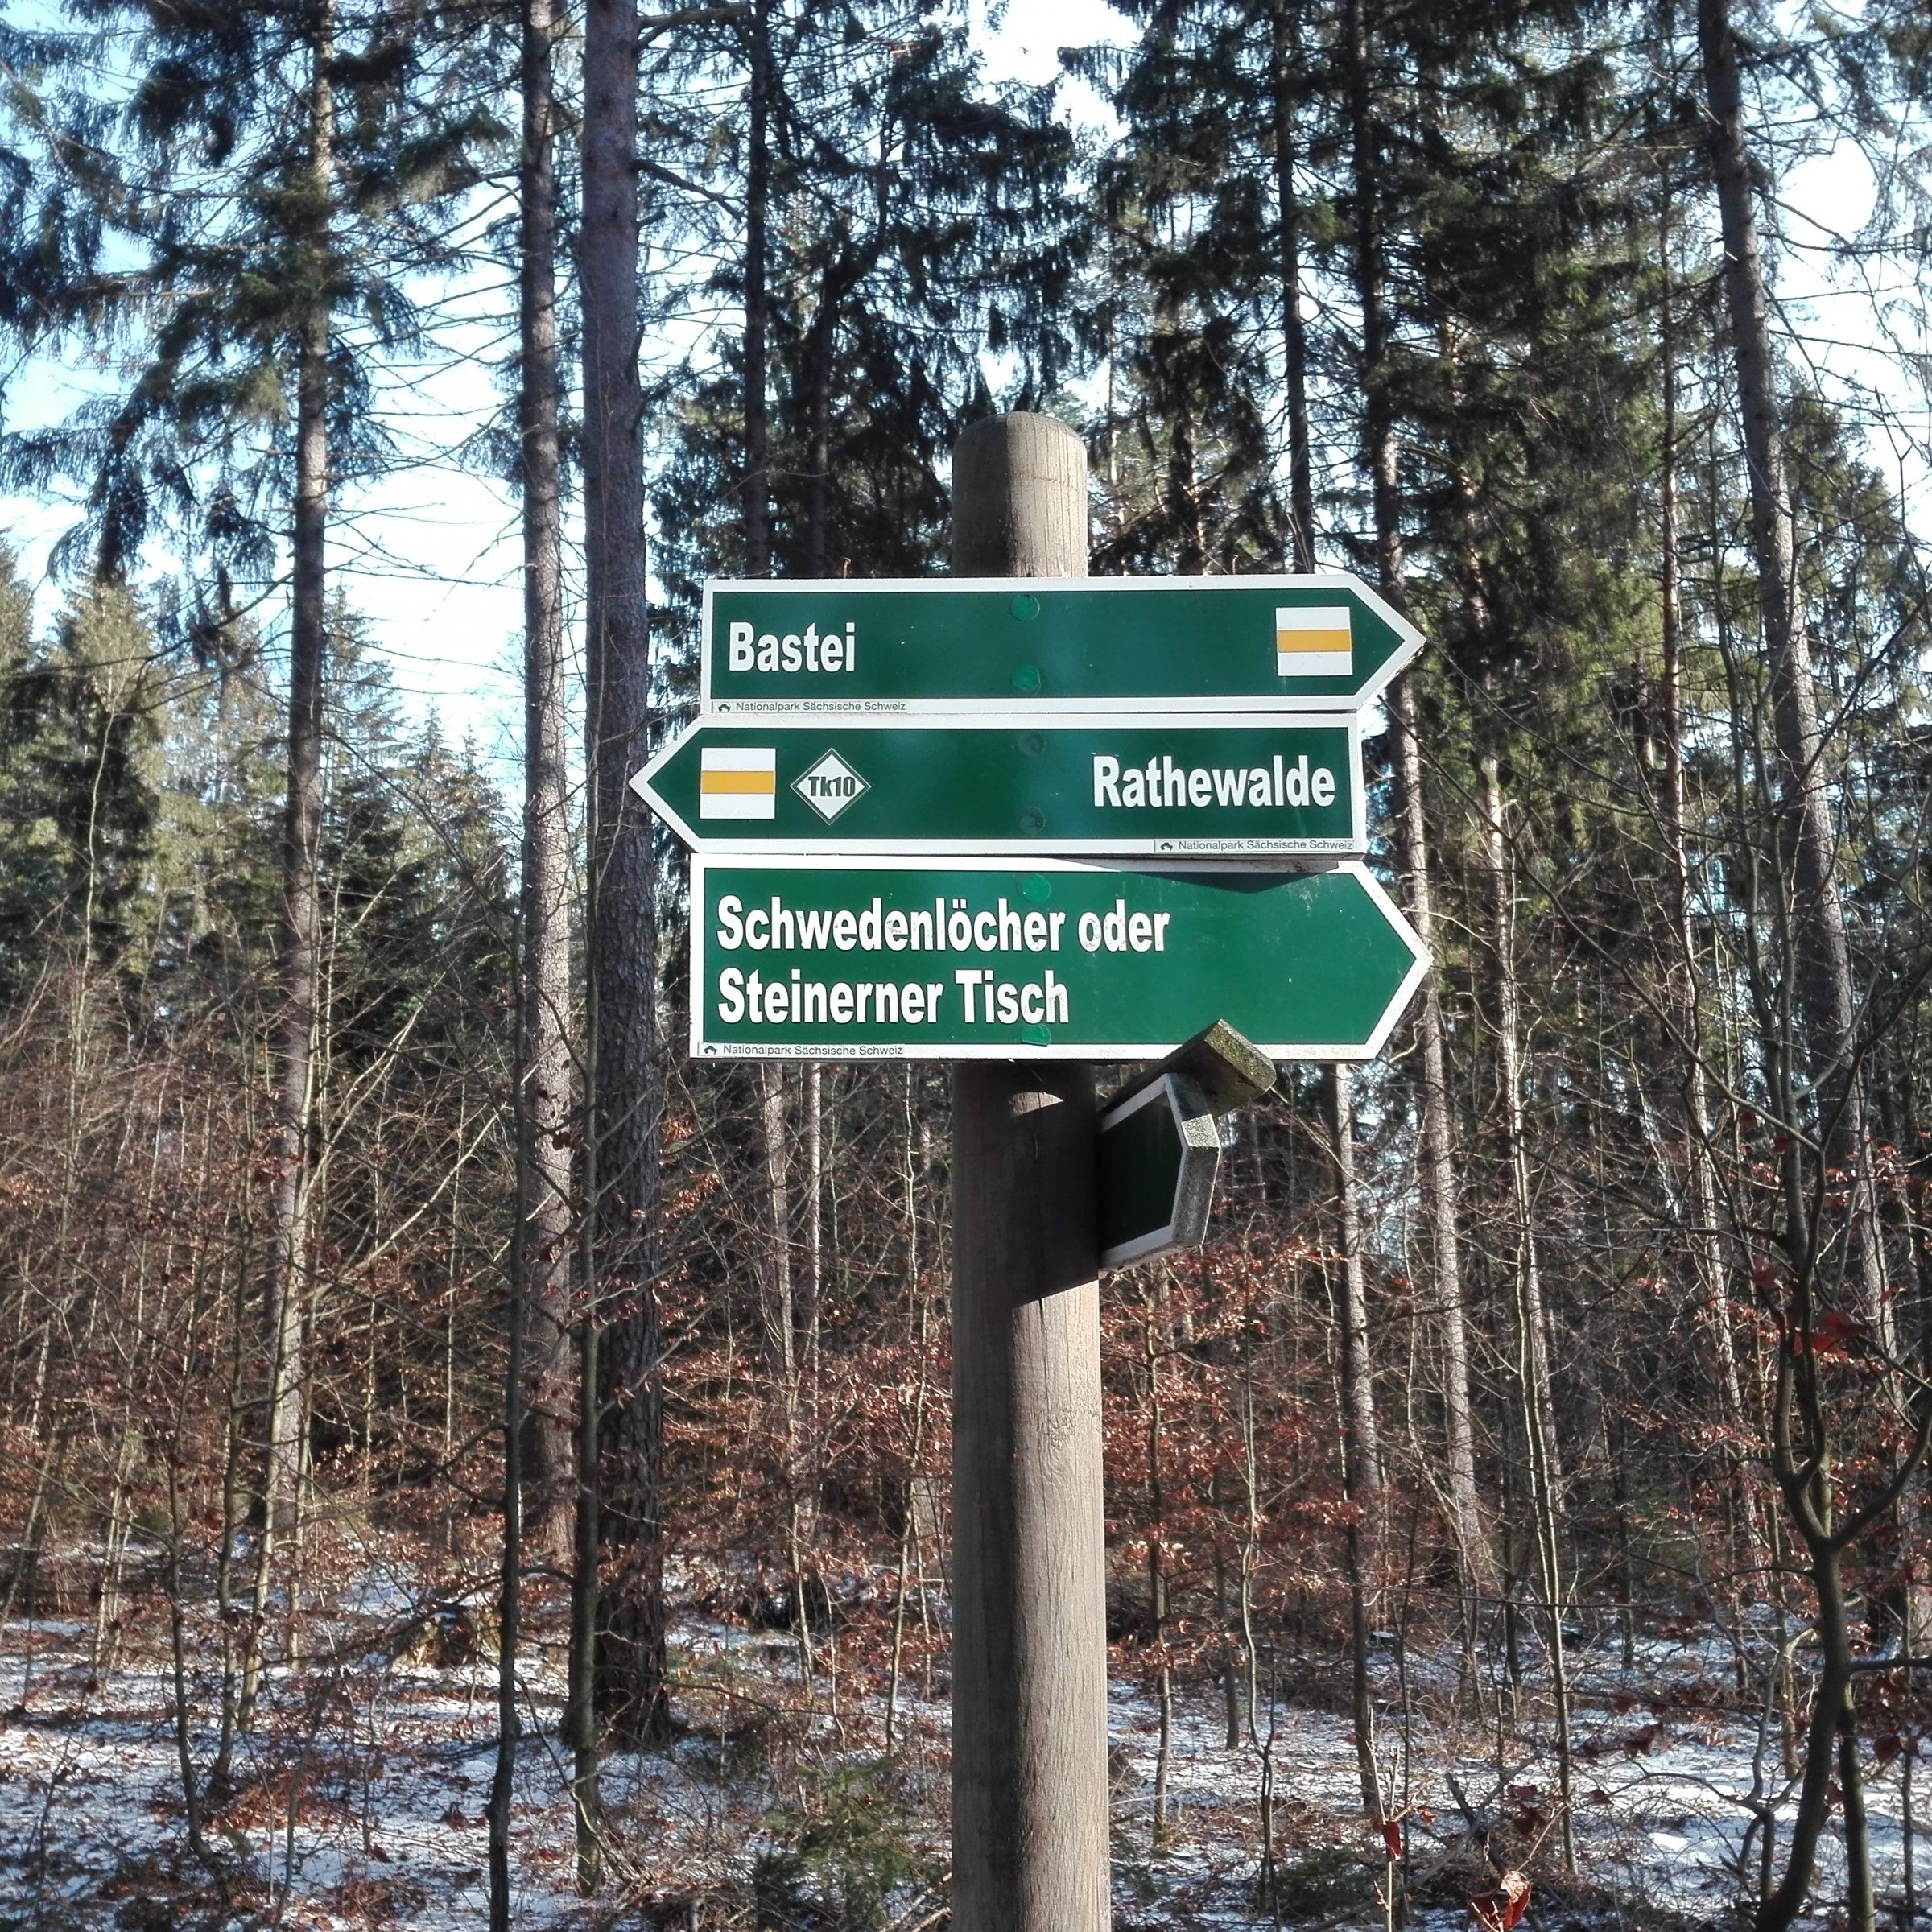 Bastei
Nationalpark Sächsische Schweiz
Tk10 Rathewalde
Nationalpark Sächsische Schweiz
Schwedenlöcher oder
Steinerner Tisch
Nationalpark Sächsische Schweiz